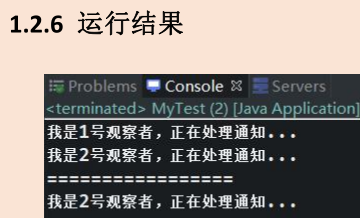 1.2.6 运行结果
Problems Console Servers
<terminated> MyTest (2) [Java Application]
我是1号观察者，正在处理通知...
我是2号观察者，正在处理通知...
=================
我是2号观察者，正在处理通知...